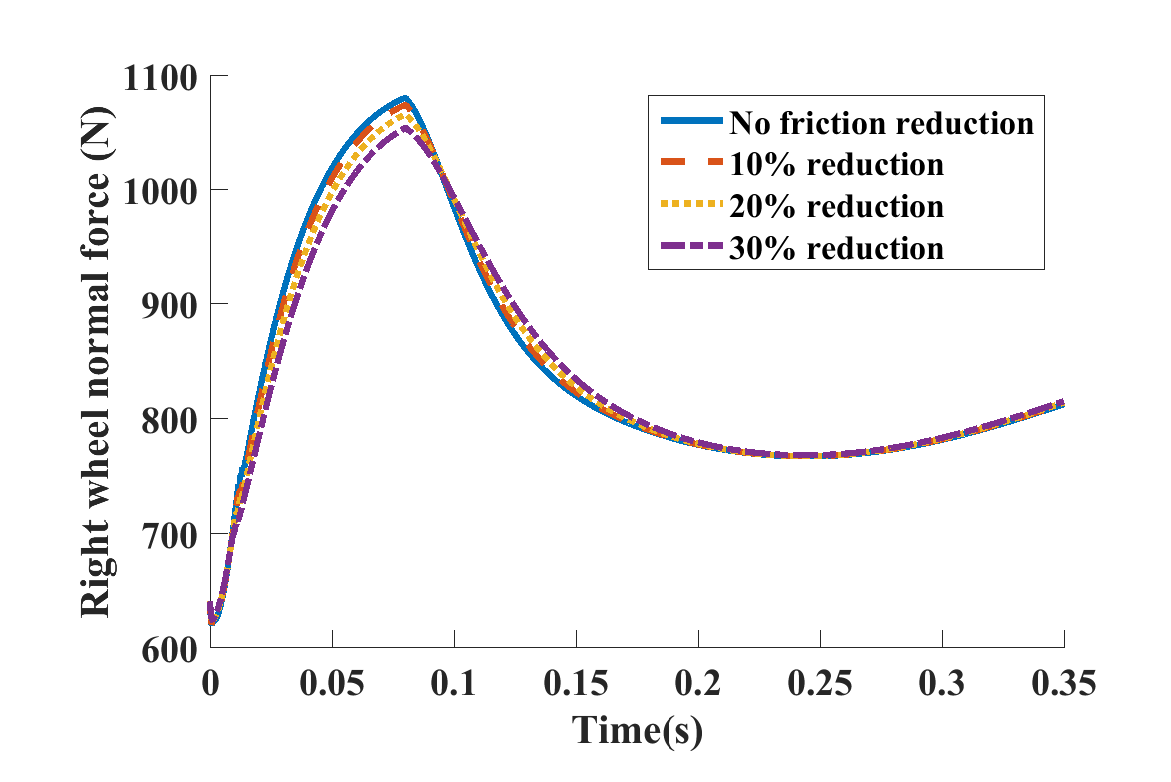 1100
1000
900
800
700
600
Right wheel normal force (N)
No friction reduction
10% reduction
20% reduction
30% reduction
0
0.05
0.1
0.15
0.2
0.25
0.3
0.35
Time(s)